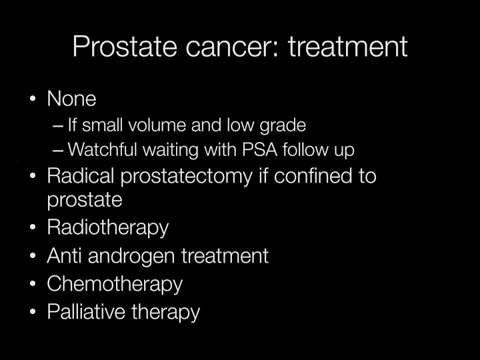 Prostate cancer: treatment
• None
– If small volume and low grade
– Watchful waiting with PSA follow up
• Radical prostatectomy if confined to
prostate
• Radiotherapy
• Anti androgen treatment
• Chemotherapy
• Palliative therapy